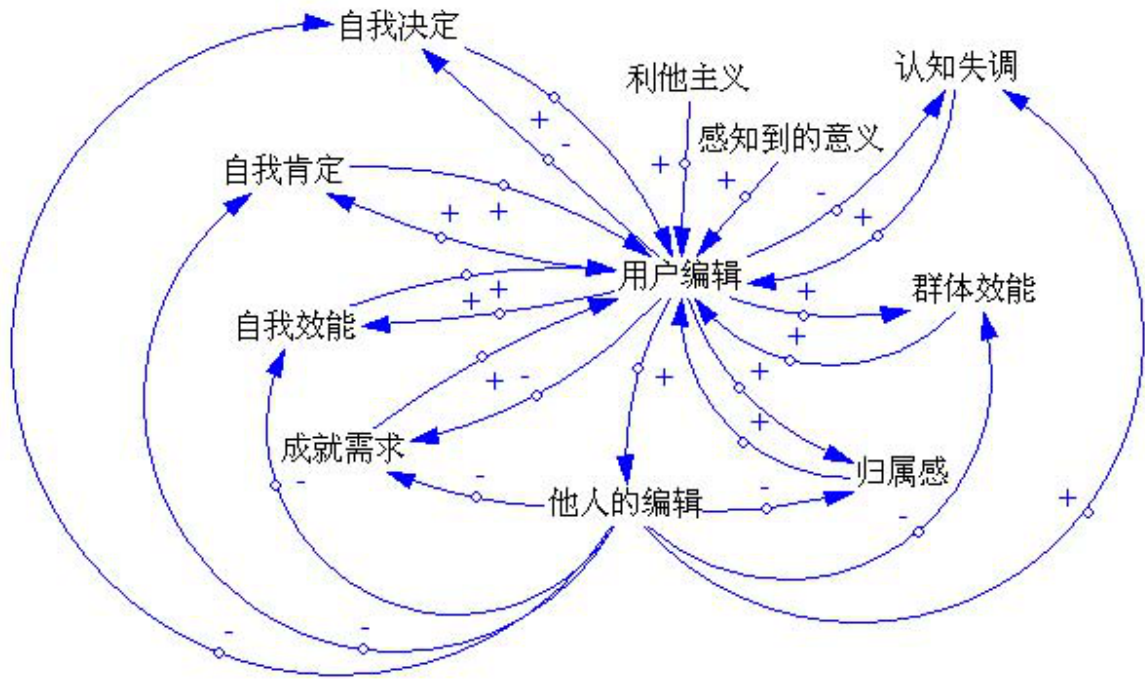 自我决定
利他主义
认知失调
感知到的意义
自我肯定
+
-
+
+
-
+
+
+
用户编辑
群体效能
+
+
+
自我效能
+
+
-
+
+
成就需求
+
-
-
归属感
他人的编辑
-
-
+
-
-